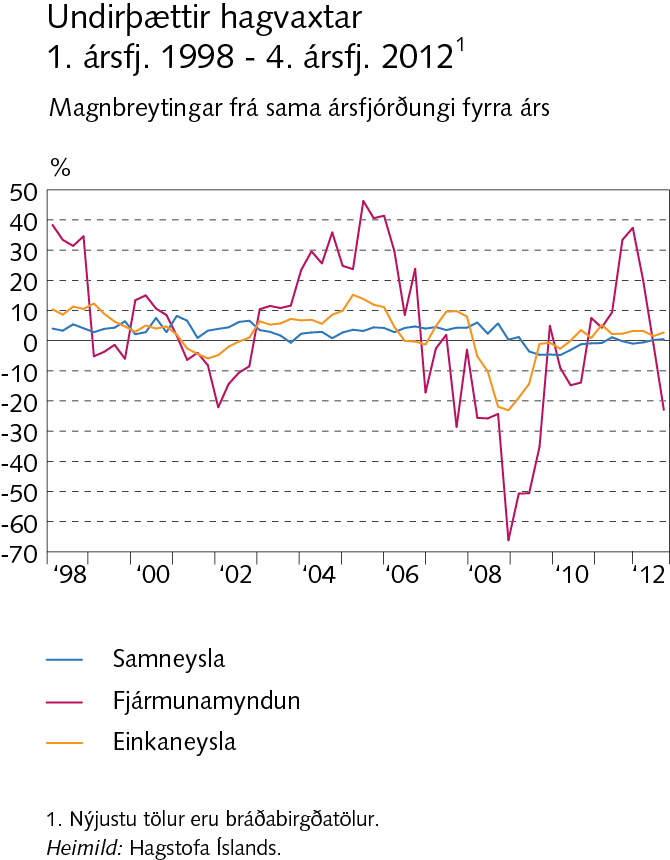 Undirþættir hagvaxtar
1. ársfj. 1998 - 4. ársfj. 2012¹
Magnbreytingar frá sama ársfjórðungi fyrra árs
%
50
40
30
20
10
0
-10
-20
-30
-40
-50
-60
-70
‘98 ‘00 ‘02 ‘04 ‘06 ‘08 ‘10 ‘12
Samneysla
Fjármunamyndun
Einkaneysla
1. Nýjustu tölur eru bráðabirgðatölur.
Heimild: Hagstofa Íslands.